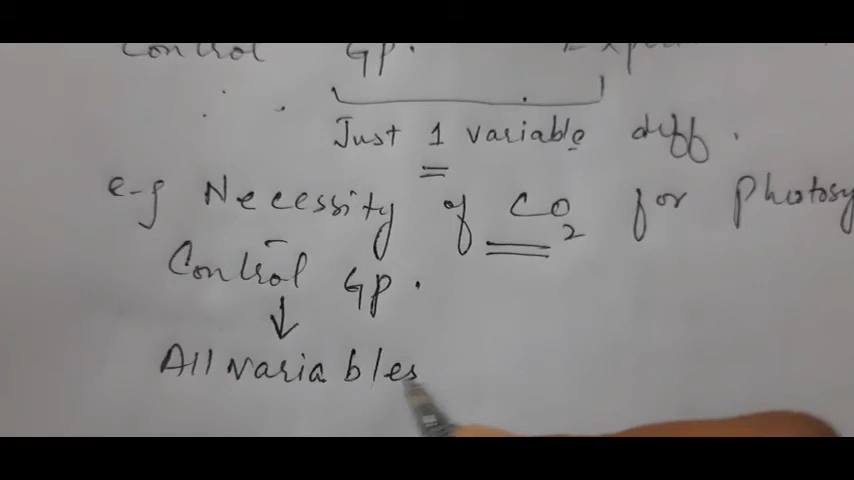 Control GP.
Just 1 variable diff.
e-g Necessity of CO2 for photosy
Control GP.
↓
All variables